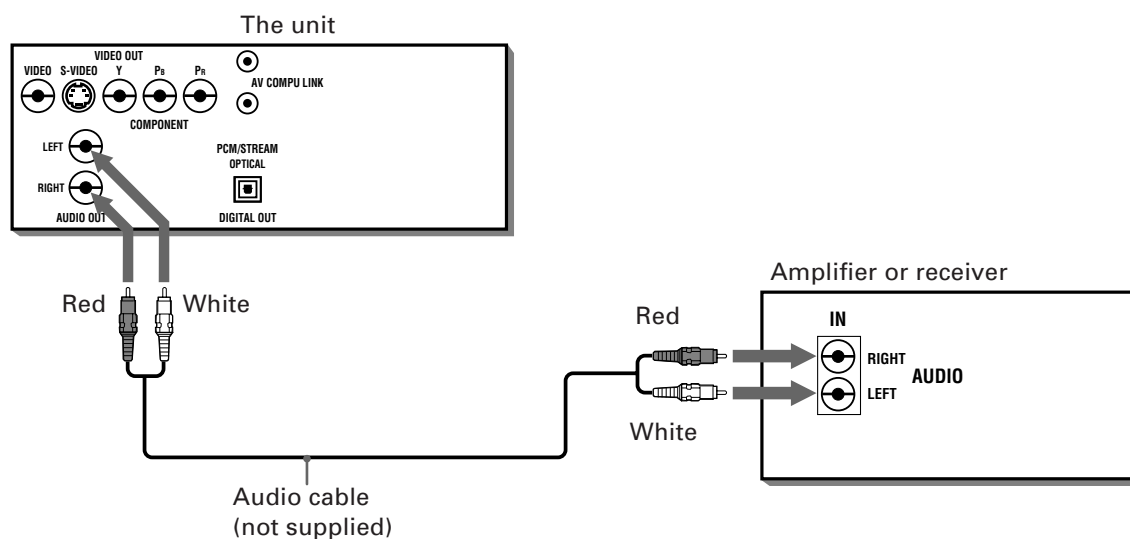 The unit
VIDEO OUT
VIDEO S-VIDEO Y PB PR
AV COMPU LINK
COMPONENT
LEFT
PCM/STREAM
OPTICAL
RIGHT
AUDIO OUT
DIGITAL OUT
Red
White
Amplifier or receiver
IN
Red
RIGHT
AUDIO
LEFT
White
Audio cable
(not supplied)